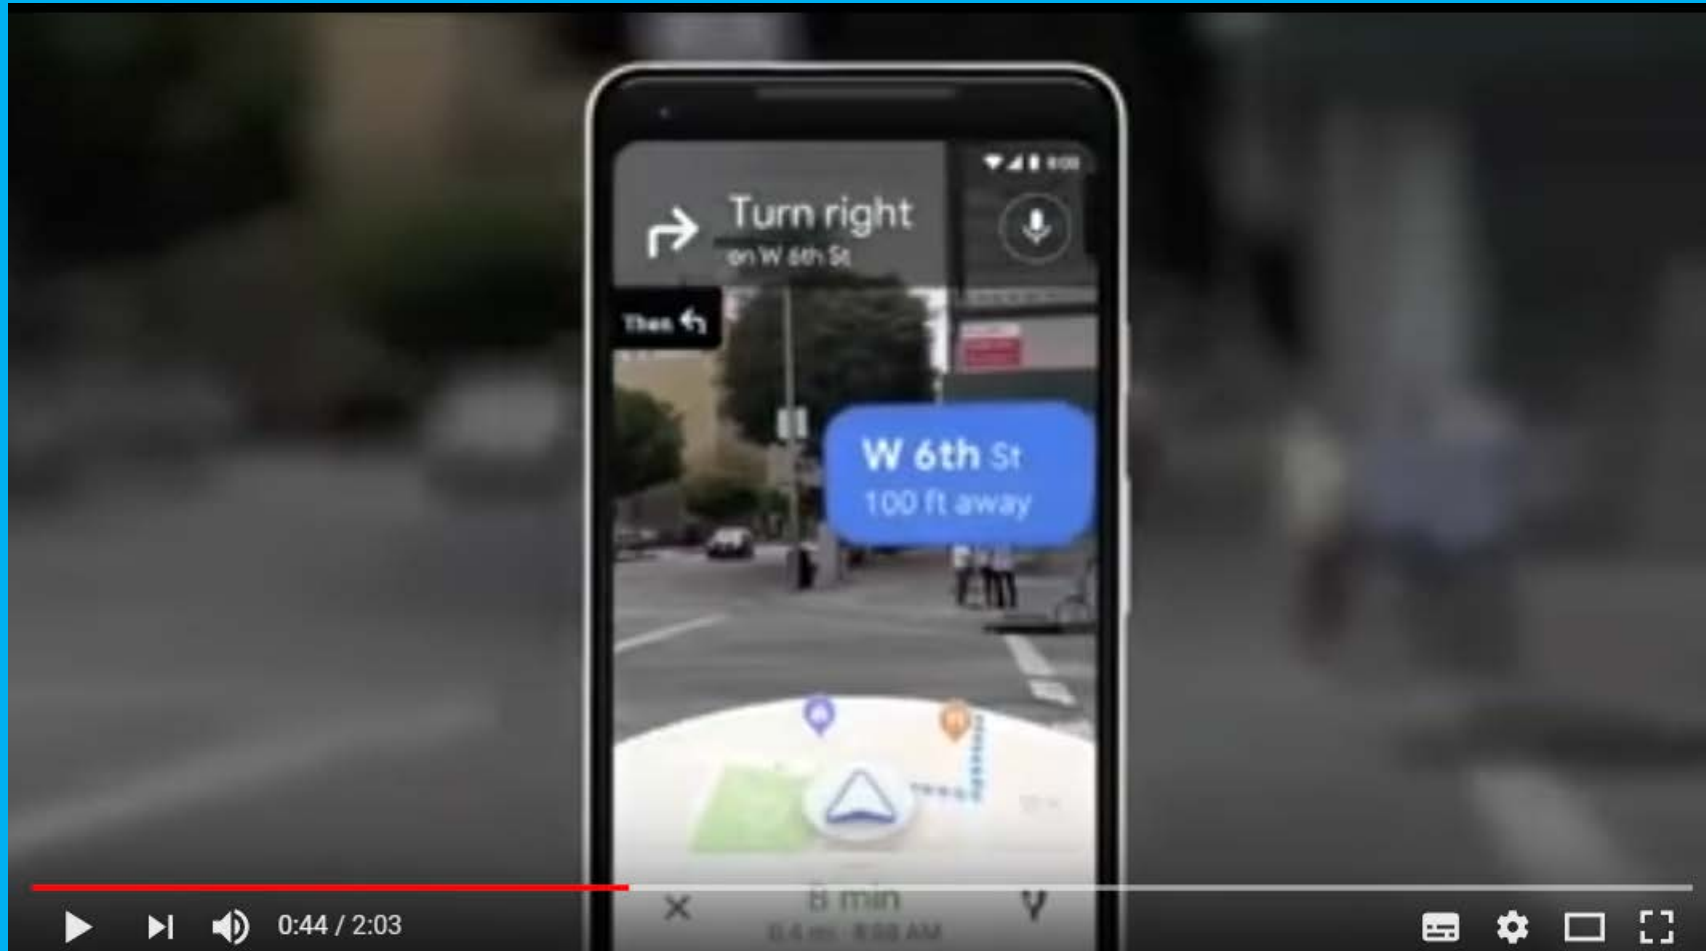 Turn right
on W 6th St
Then
W 6th St
100 ft away
8 min
0:44 / 2:03